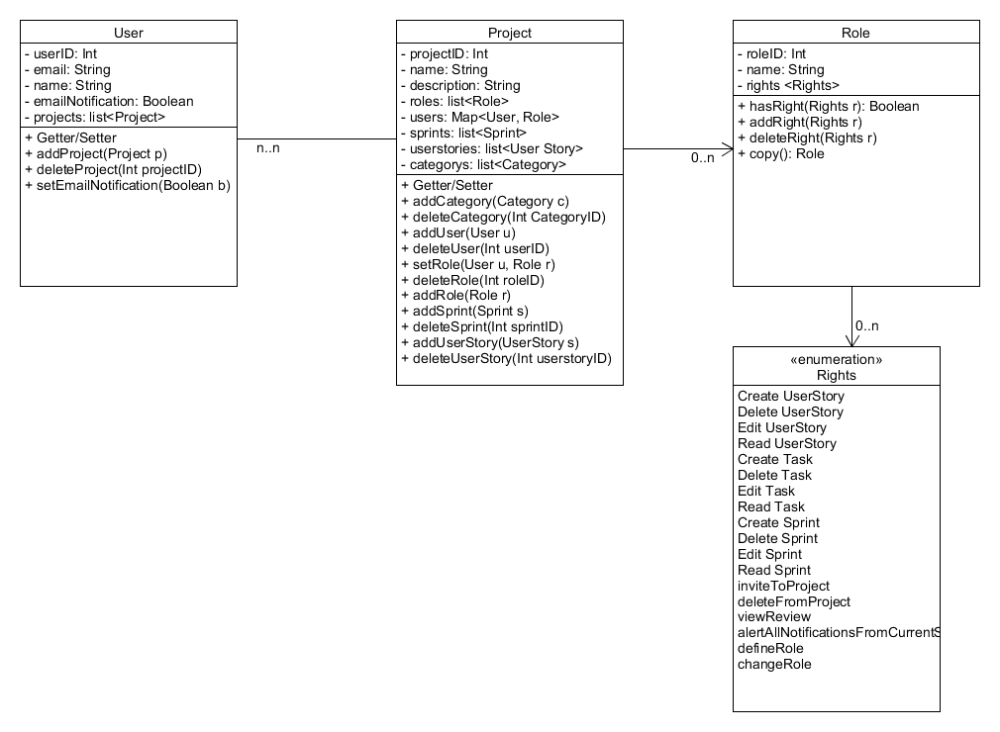 User
- userID: Int
- email: String
- name: String
- emailNotification: Boolean
- projects: list<Project>
+ Getter/Setter
+ addProject(Project p)
+ deleteProject(Int projectID)
+ setEmailNotification(Boolean b)
n..n
Project
- projectID: Int
- name: String
- description: String
- roles: list<Role>
- users: Map<User, Role>
- sprints: list<Sprint>
- userstories: list<User Story>
- categorys: list<Category>
+ Getter/Setter
+ addCategory(Category c)
+ deleteCategory(Int CategoryID)
+ addUser(User u)
+ deleteUser(Int userID)
+ setRole(User u, Role r)
+ deleteRole(Int roleID)
+ addRole(Role r)
+ addSprint(Sprint s)
+ deleteSprint(Int sprintID)
+ addUserStory(UserStory s)
+ deleteUserStory(Int userstoryID)
0..n
Role
- roleID: Int
- name: String
- rights <Rights>
+ hasRight(Rights r): Boolean
+ addRight(Rights r)
+ deleteRight(Rights r)
+ copy(): Role
0..n
«enumeration»
Rights
Create UserStory
Delete UserStory
Edit UserStory
Read UserStory
Create Task
Delete Task
Edit Task
Read Task
Create Sprint
Delete Sprint
Edit Sprint
Read Sprint
inviteToProject
deleteFromProject
viewReview
alertAllNotificationsFromCurrentS
defineRole
changeRole